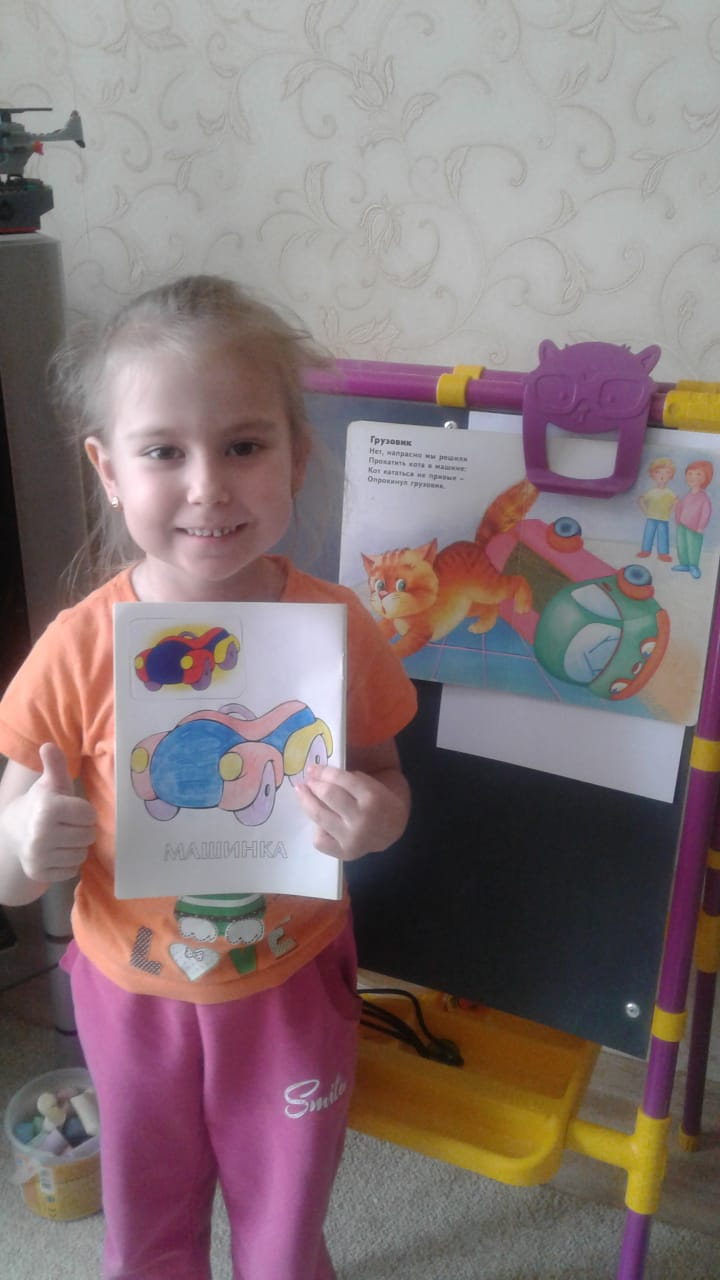 Грузовик
Нет, напрасно мы решили
Прокатить кота в машине:
Кот кататься не привык –
Опрокинул грузовик.
МАШИНКА
LOVE
Smile